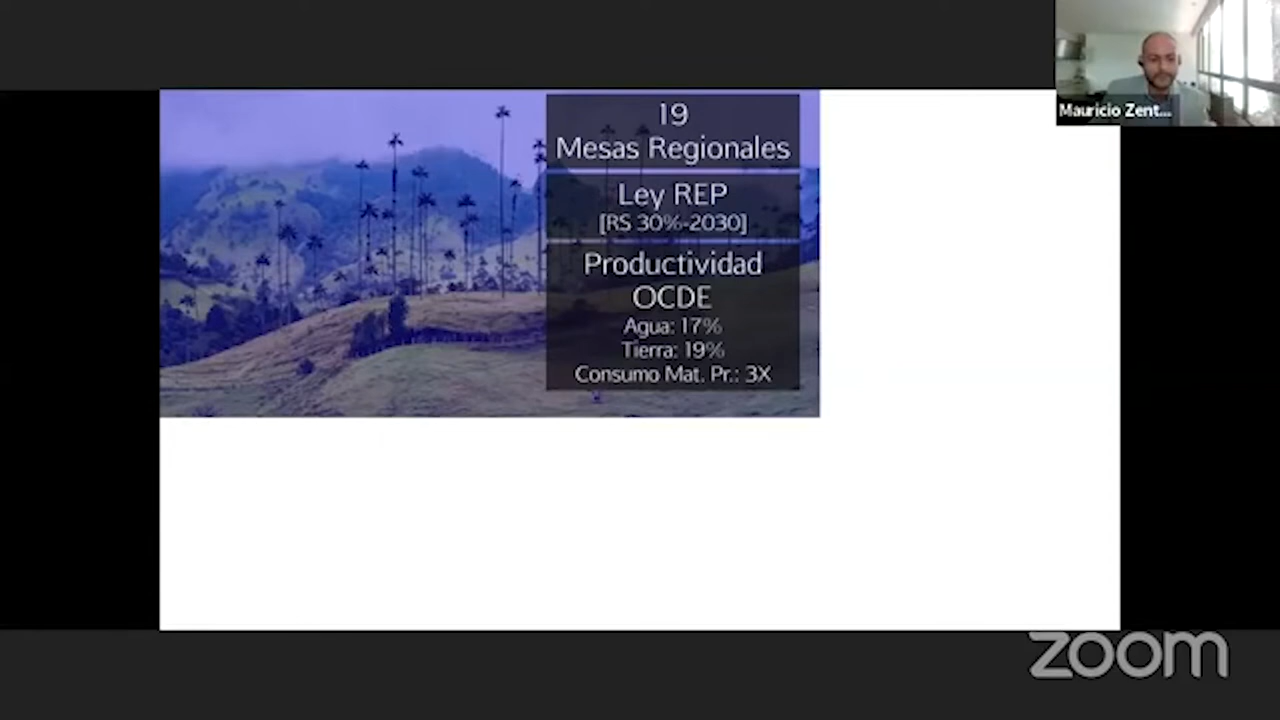 19
Mesas Regionales
Ley REP
[RS 30%-2030]
Productividad
OCDE
Agua: 17%
Tierra: 19%
Consumo Mat. Pr.: 3X
Mauricio Zent...
zoom